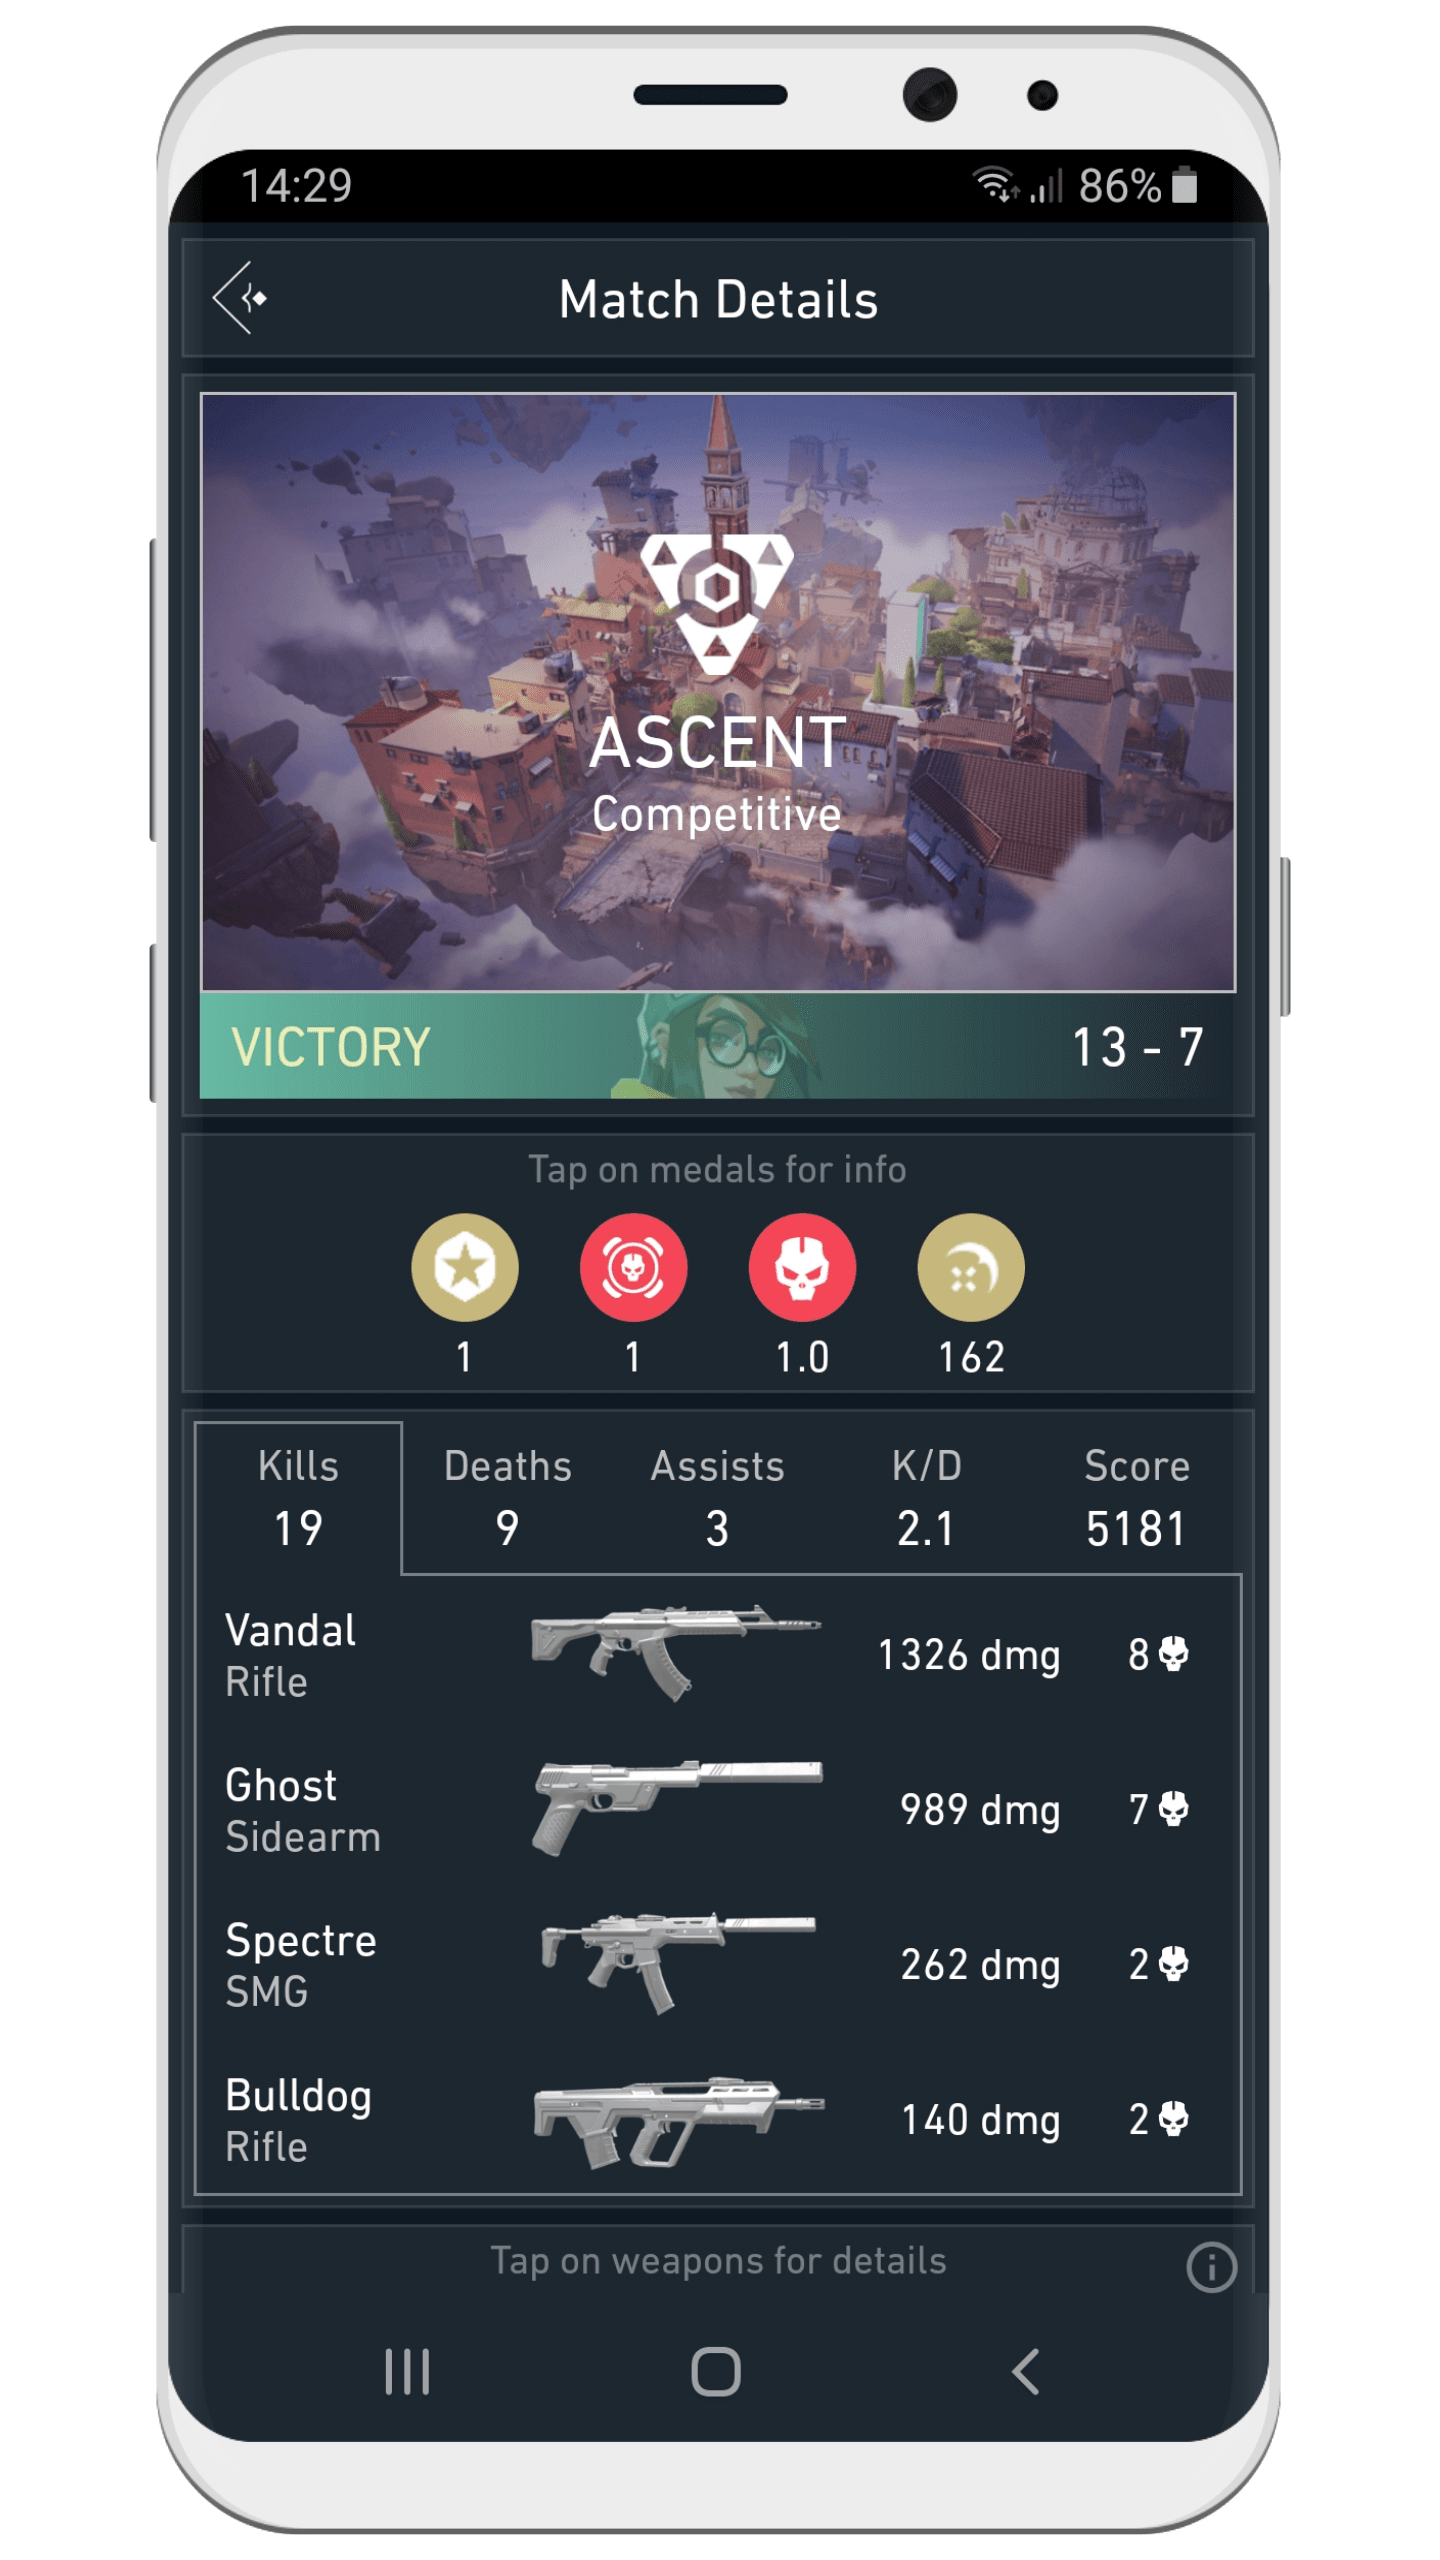 14:29 86%
Match Details
ASCENT
Competitive
VICTORY 13 - 7
Tap on medals for info
1 1 1.0 162
Kills Deaths Assists K/D Score
19 9 3 2.1 5181
Vandal
Rifle
1326 dmg 8
Ghost
Sidearm
989 dmg 7
Spectre
SMG
262 dmg 2
Bulldog
Rifle
140 dmg 2
Tap on weapons for details